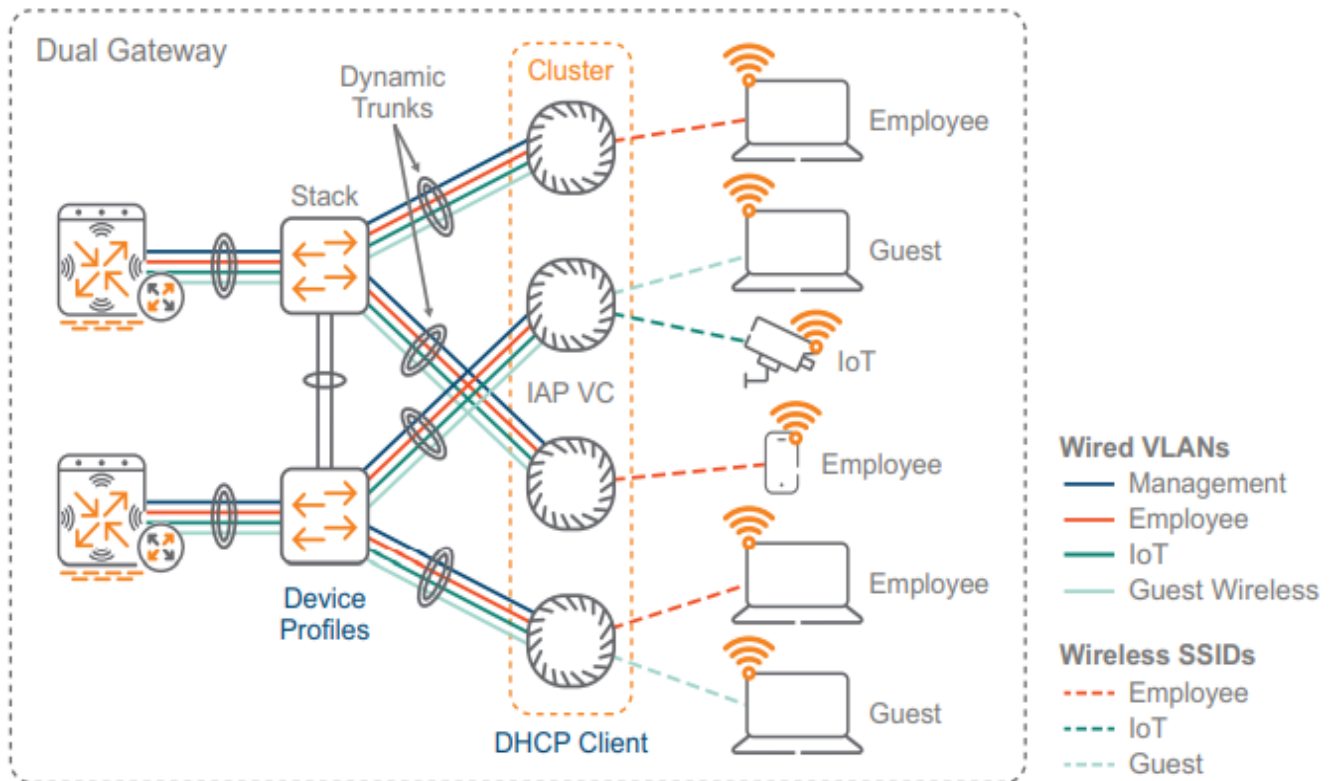 Dual Gateway
Dynamic
Trunks
Cluster
Employee
Stack
Guest
IoT
IAP VC
Employee
Employee
Device
Profiles
Guest
DHCP Client
Wired VLANs
Management
Employee
IoT
Guest Wireless
Wireless SSIDs
Employee
IoT
Guest